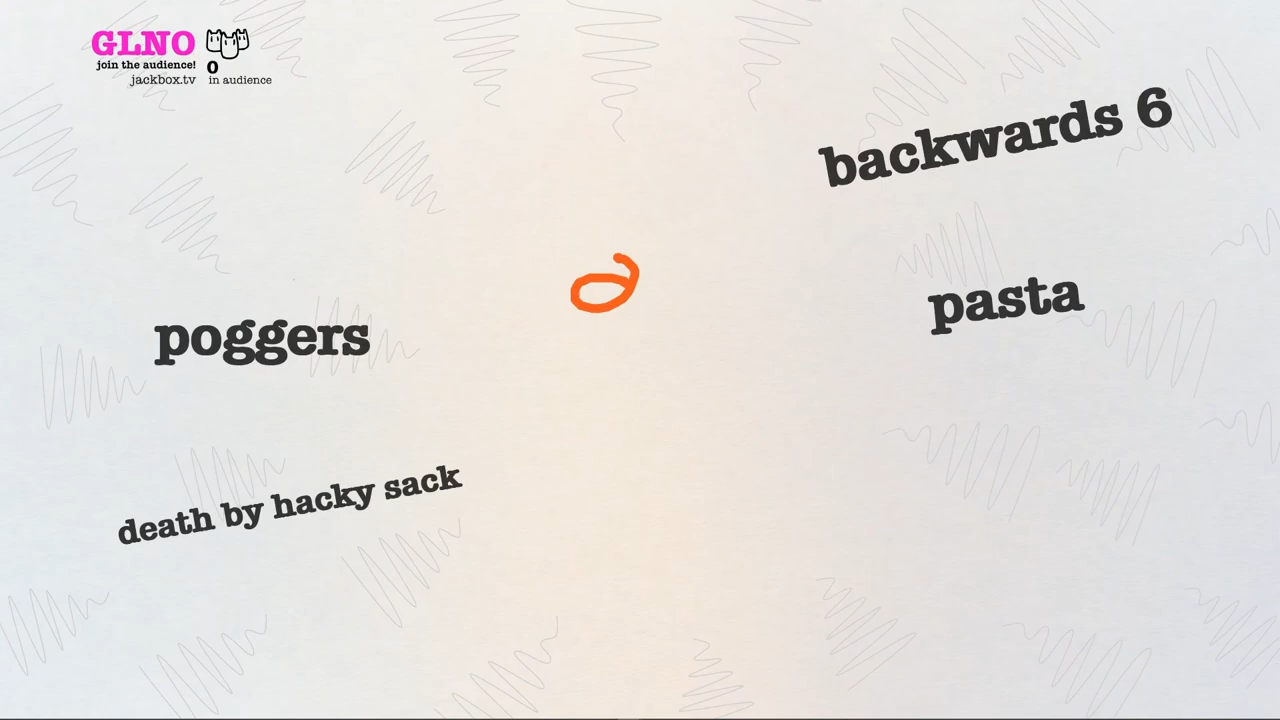 GLNO
join the audience!
jackbox.tv
0
in audience
backwards 6
pasta
poggers
death by hacky sack